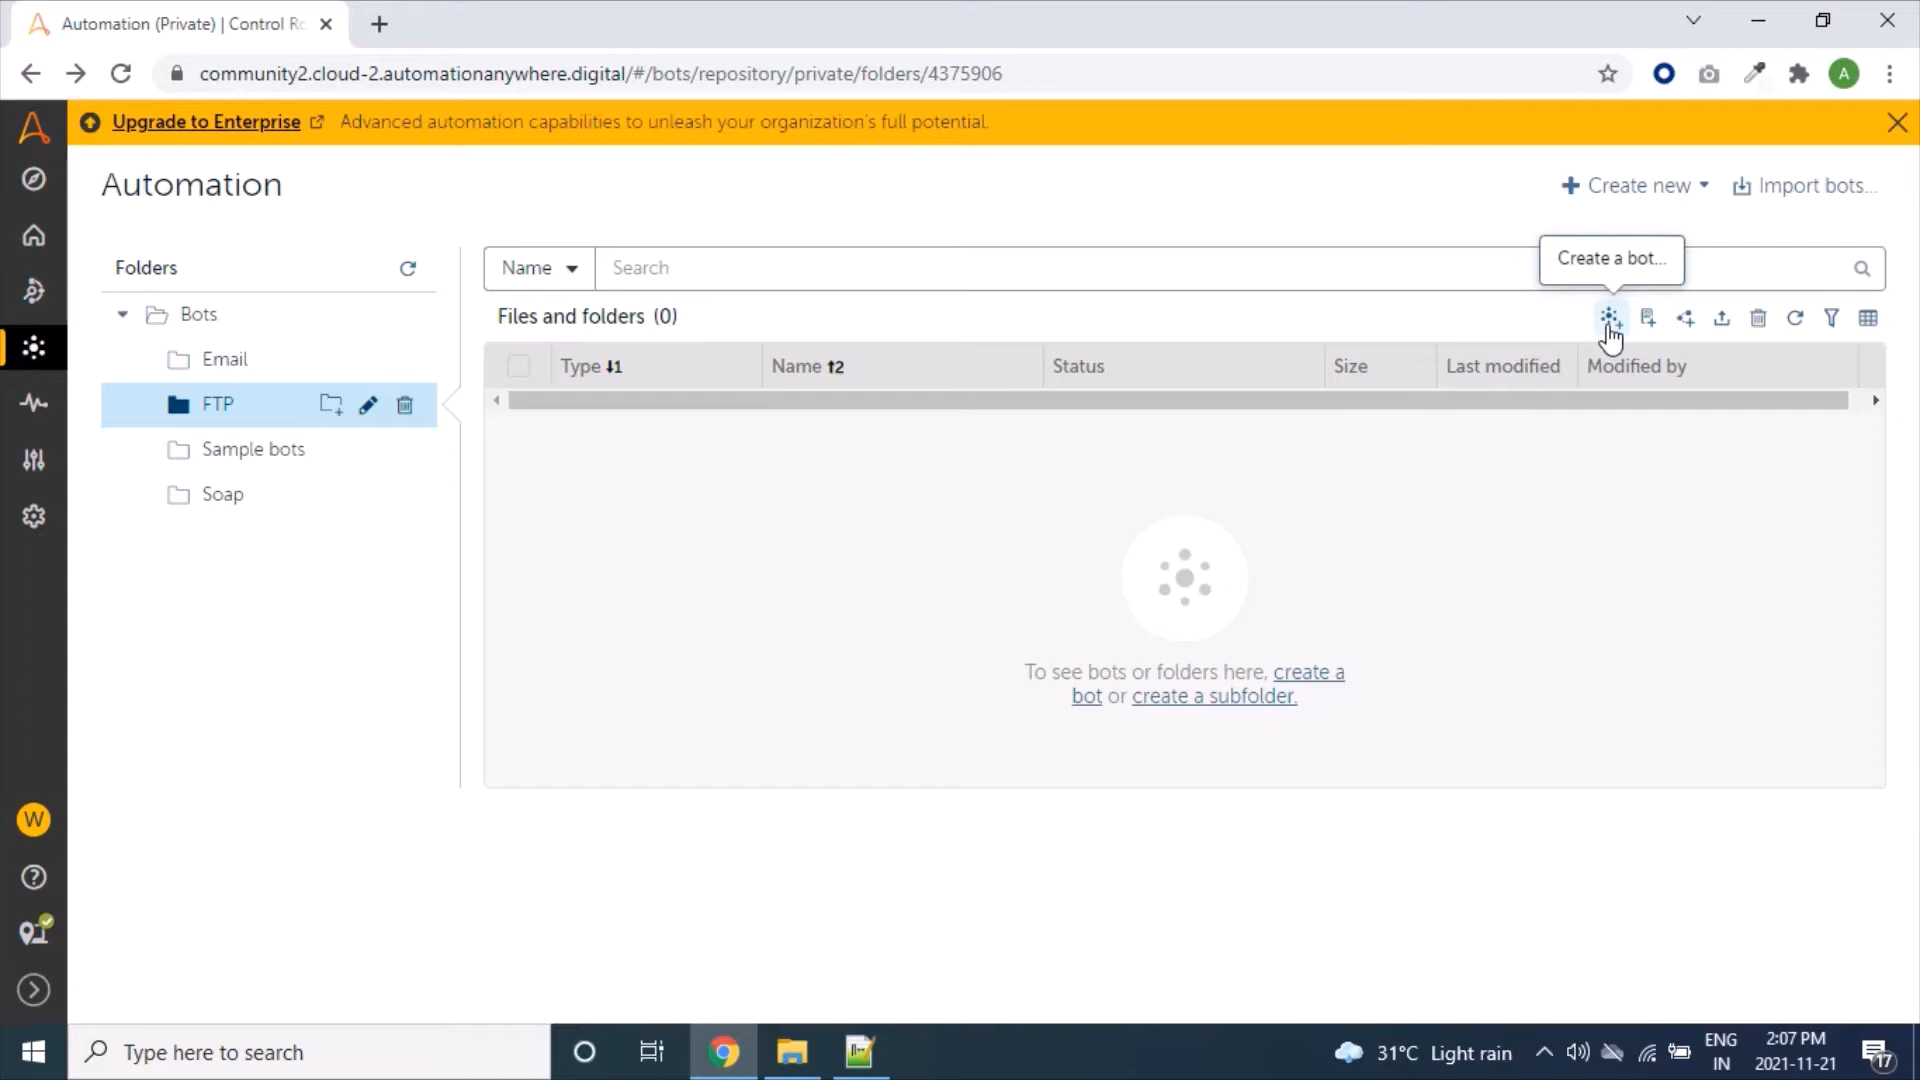 Automation (Private) | Control Ro
community2.cloud-2.automationanywhere.digital/#/bots/repository/private/folders/4375906
A
Upgrade to Enterprise Advanced automation capabilities to unleash your organization's full potential.
Automation
Create new
Import bots...
Folders
Name
Search
Create a bot...
Bots
Files and folders (0)
Email
Type 1
Name 2
Status
Size
Last modified
Modified by
FTP
Sample bots
Soap
To see bots or folders here, create a
bot or create a subfolder.
W
Type here to search
31°C Light rain
ENG
IN
2:07 PM
2021-11-21
17